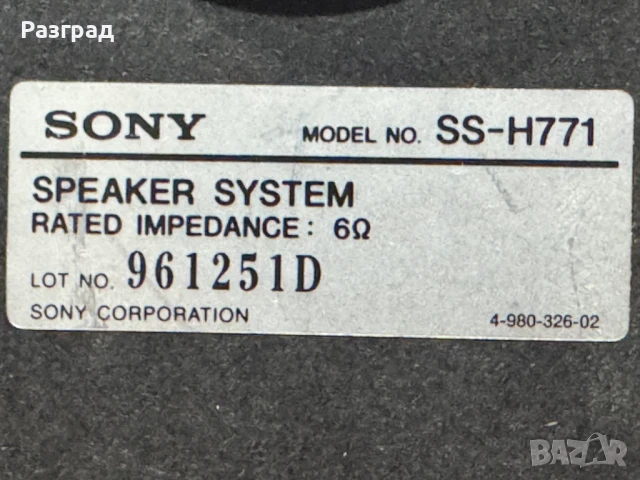 Разград
SONY MODEL NO. SS-H771
SPEAKER SYSTEM
RATED IMPEDANCE: 6Ω
LOT NO. 961251D
SONY CORPORATION 4-980-326-02
BAZAR